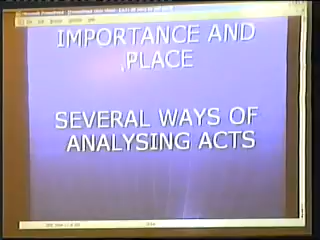 IMPORTANCE AND
,PLACE
SEVERAL WAYS OF
ANALYSING ACTS